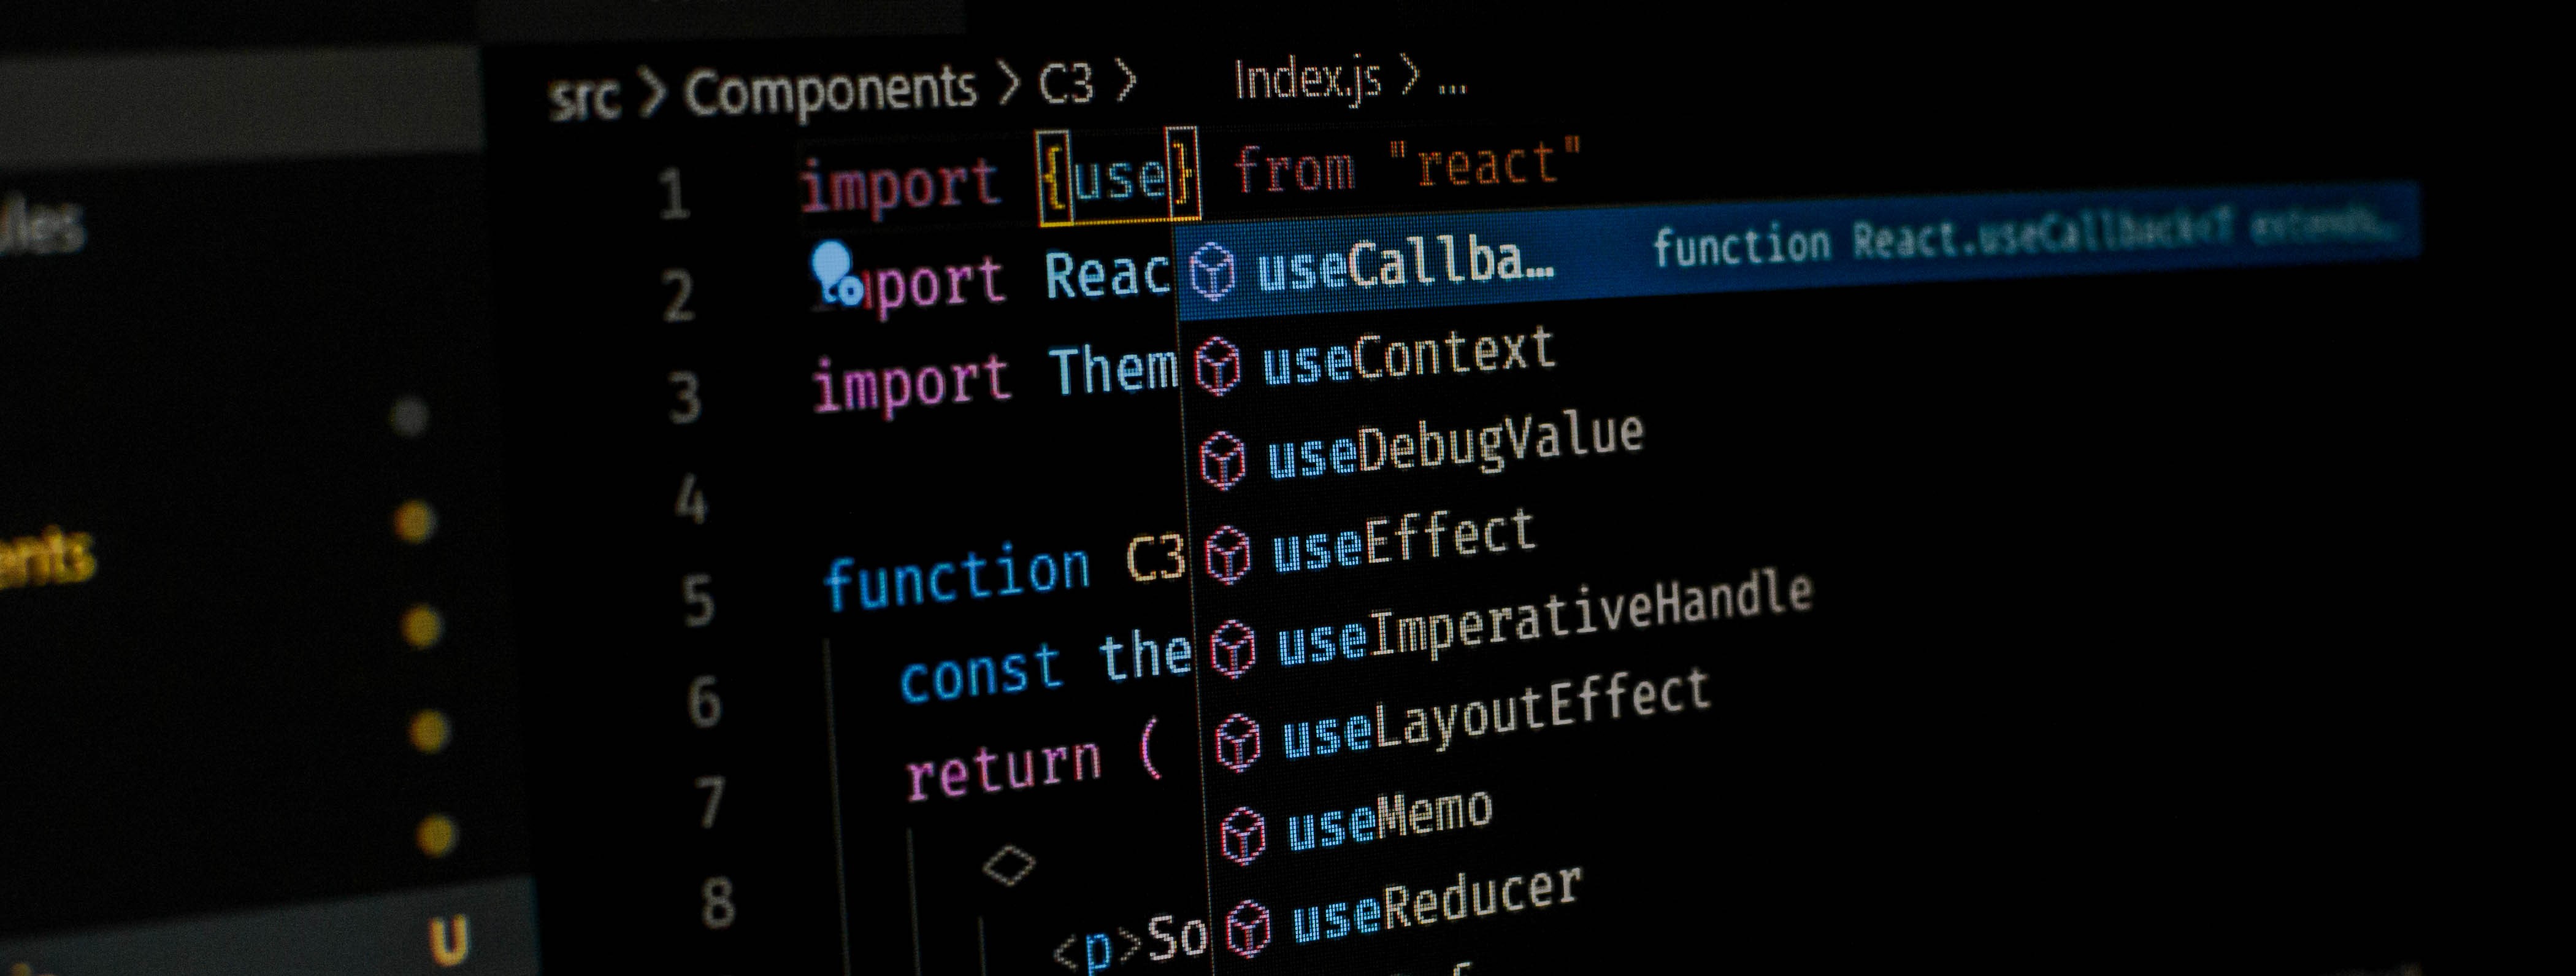 src > Components > C3 > Index.js > ...
1 import {use} from "react"
2 port Reac
3 import Them
4
5 function C3
6 const the
7 return (
8 <>
<p>So
useCallba... function React.useCallback<T extends...
useContext
useDebugValue
useEffect
useImperativeHandle
useLayoutEffect
useMemo
useReducer
ules
ents
U